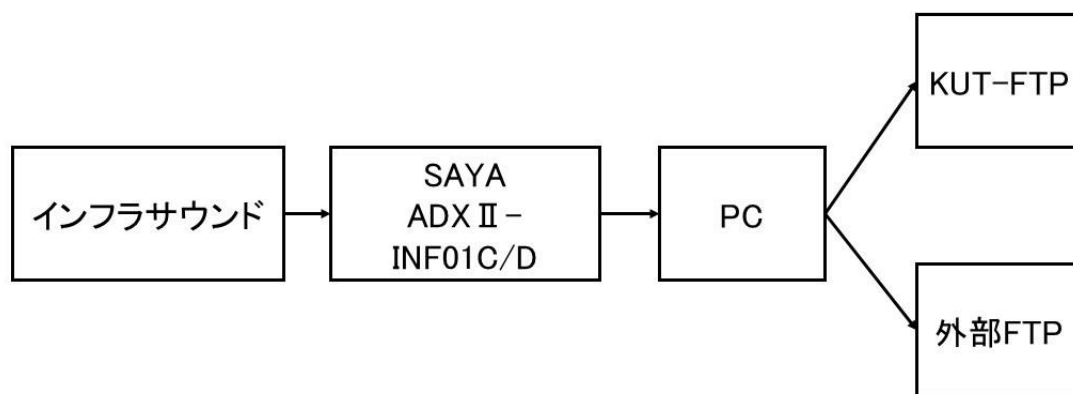 インフラサウンド
SAYA
ADXⅡ-
INF01C/D
PC
KUT-FTP
外部FTP